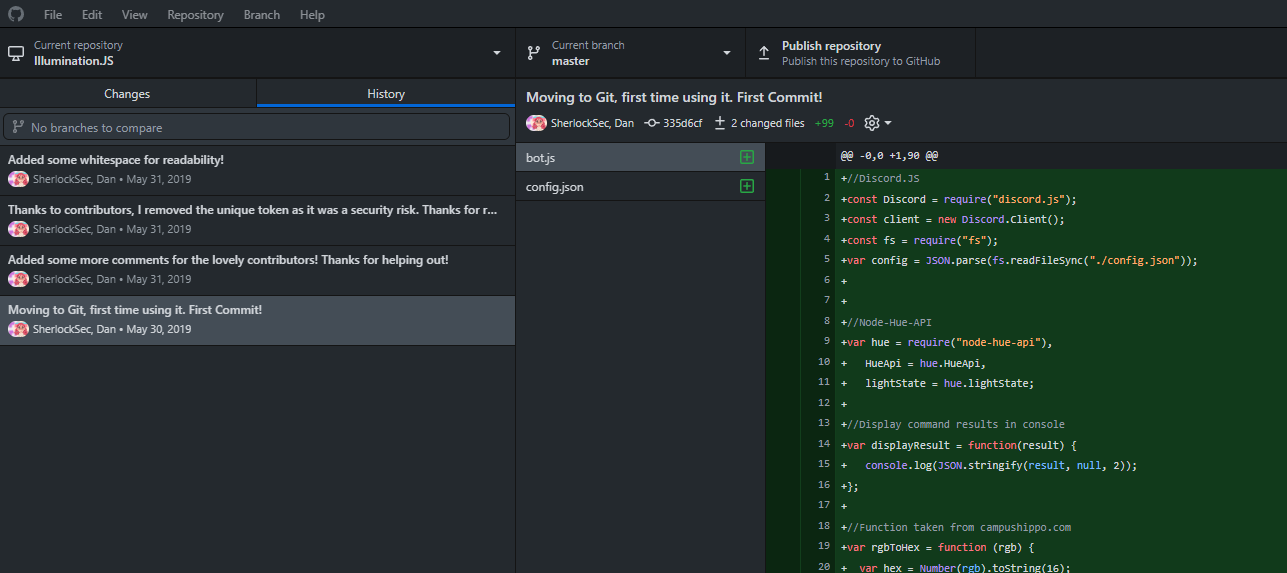 File Edit View Repository Branch Help
Current repository
Illumination.JS
Current branch
master
Publish repository
Publish this repository to GitHub
Changes
History
No branches to compare
Added some whitespace for readability!
SherlockSec, Dan • May 31, 2019
Thanks to contributors, I removed the unique token as it was a security risk. Thanks for r...
SherlockSec, Dan • May 31, 2019
Added some more comments for the lovely contributors! Thanks for helping out!
SherlockSec, Dan • May 31, 2019
Moving to Git, first time using it. First Commit!
SherlockSec, Dan • May 30, 2019
Moving to Git, first time using it. First Commit!
SherlockSec, Dan 335d6cf 2 changed files +99 -0
bot.js
config.json
@@ -0,0 +1,90 @@
1 +//Discord.JS
2 +const Discord = require("discord.js");
3 +const client = new Discord.Client();
4 +const fs = require("fs");
5 +var config = JSON.parse(fs.readFileSync("./config.json"));
6 +
7 +
8 +//Node-Hue-API
9 +var hue = require("node-hue-api"),
10 +   HueApi = hue.HueApi,
11 +   lightState = hue.lightState;
12 +
13 +//Display command results in console
14 +var displayResult = function(result) {
15 +   console.log(JSON.stringify(result, null, 2));
16 +};
17 +
18 +//Function taken from campushippo.com
19 +var rgbToHex = function (rgb) {
20 +  var hex = Number(rgb).toString(16);